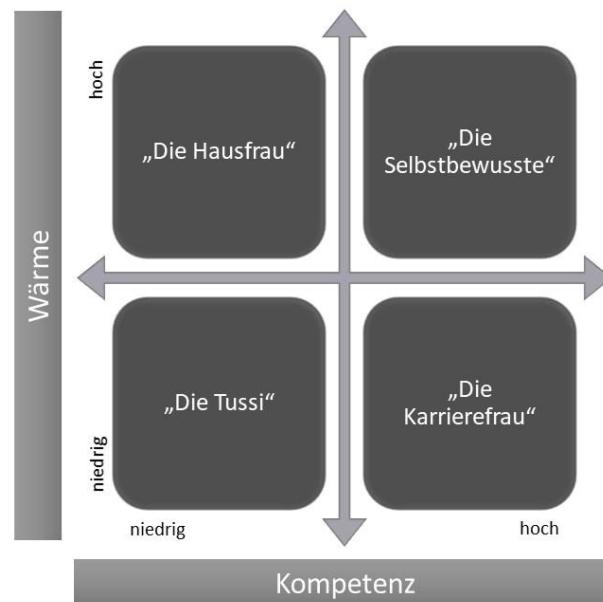 Wärme
hoch
niedrig
„Die Hausfrau“
„Die
Selbstbewusste“
„Die Tussi“
„Die
Karrierefrau“
niedrig
hoch
Kompetenz